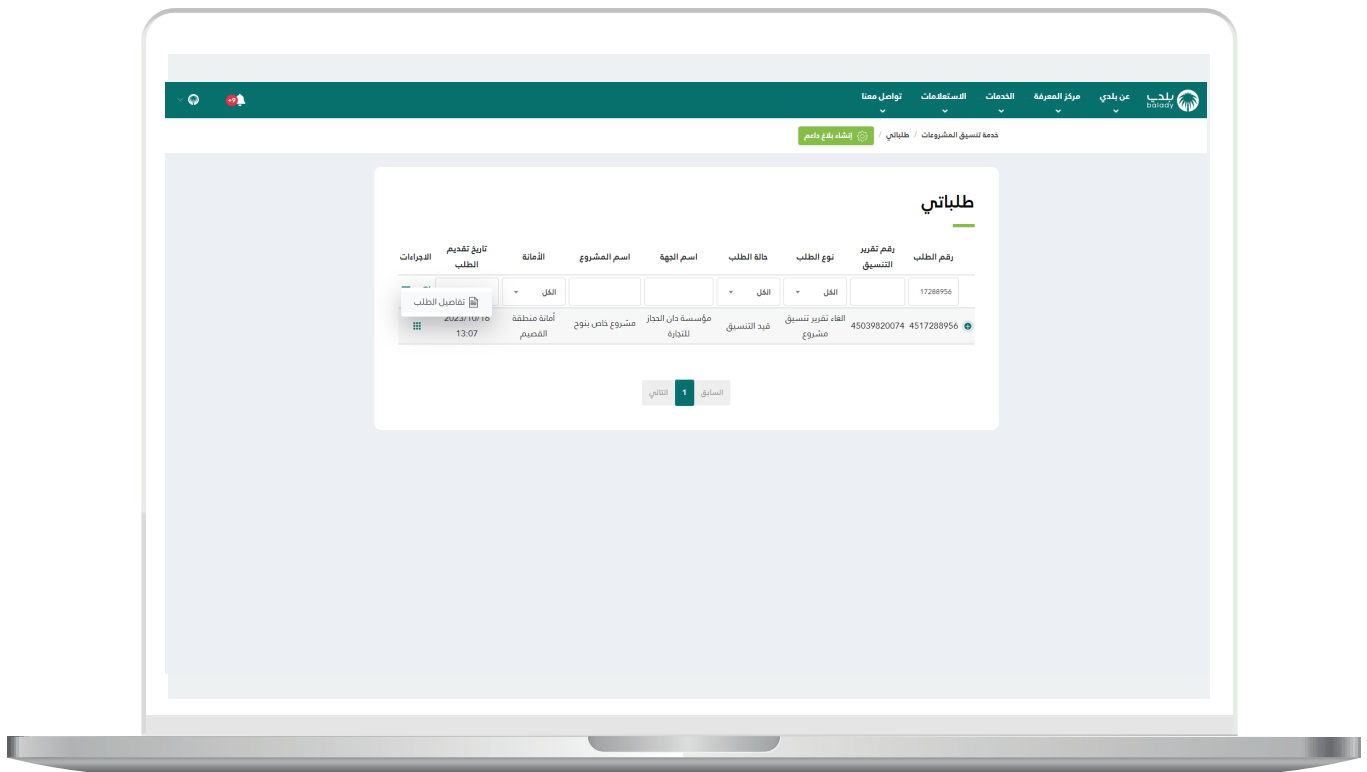 بلدي
balady
عن بلدي
مركز المعرفة
الخدمات
الاستعلامات
تواصل معنا
+9
خدمة تنسيق المشروعات / طلباتي / إنشاء بلاغ داعم
طلباتي
رقم الطلب
رقم تقرير التنسيق
نوع الطلب
حالة الطلب
اسم الجهة
اسم المشروع
الأمانة
تاريخ تقديم الطلب
الاجراءات
17288956
الكل
الكل
الكل
تفاصيل الطلب
4517288956
45039820074
الغاء تقرير تنسيق مشروع
قيد التنسيق
مؤسسة دان الحجاز للتجارة
مشروع خاص بنوح
أمانة منطقة القصيم
2023/10/16
13:07
السابق
1
التالي